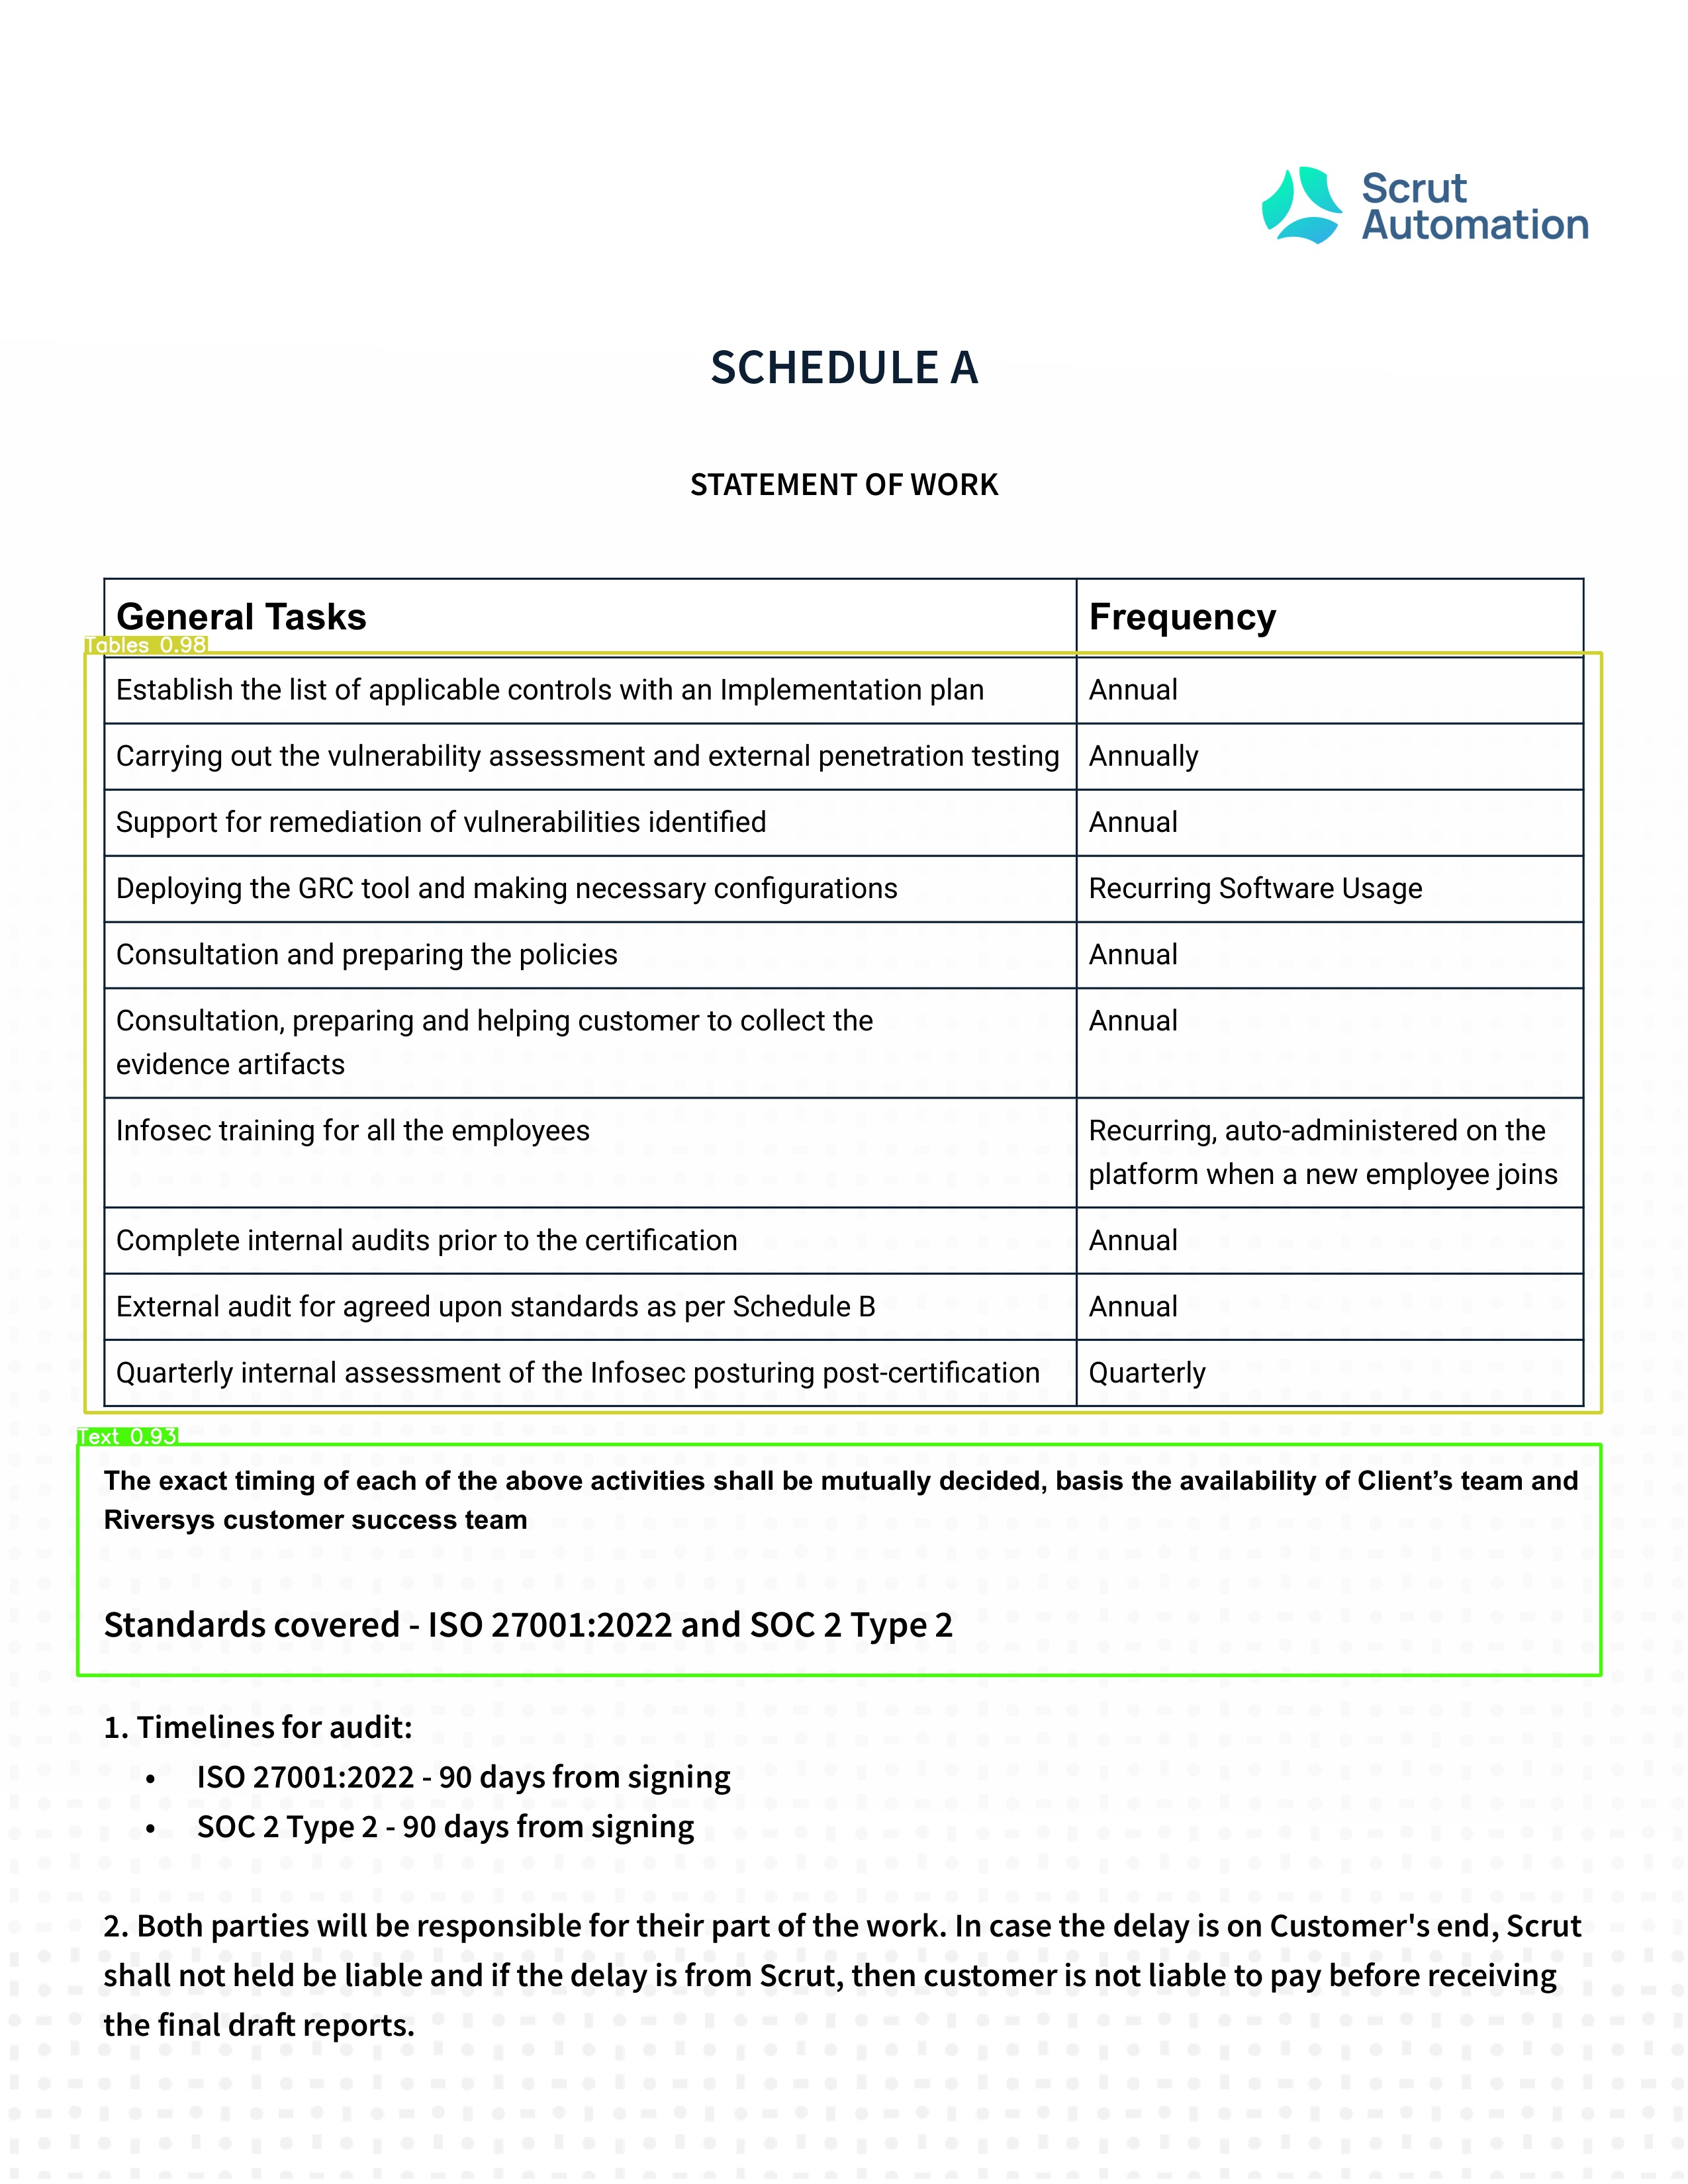 Scrut
Automation
SCHEDULE A
STATEMENT OF WORK
General Tasks Frequency
Tables 0.98
Establish the list of applicable controls with an Implementation plan Annual
Carrying out the vulnerability assessment and external penetration testing Annually
Support for remediation of vulnerabilities identified Annual
Deploying the GRC tool and making necessary configurations Recurring Software Usage
Consultation and preparing the policies Annual
Consultation, preparing and helping customer to collect the Annual
evidence artifacts
Infosec training for all the employees Recurring, auto-administered on the
platform when a new employee joins
Complete internal audits prior to the certification Annual
External audit for agreed upon standards as per Schedule B Annual
Quarterly internal assessment of the Infosec posturing post-certification Quarterly
Text 0.93
The exact timing of each of the above activities shall be mutually decided, basis the availability of Client’s team and
Riversys customer success team
Standards covered - ISO 27001:2022 and SOC 2 Type 2
1. Timelines for audit:
• ISO 27001:2022 - 90 days from signing
• SOC 2 Type 2 - 90 days from signing
2. Both parties will be responsible for their part of the work. In case the delay is on Customer's end, Scrut
shall not held be liable and if the delay is from Scrut, then customer is not liable to pay before receiving
the final draft reports.